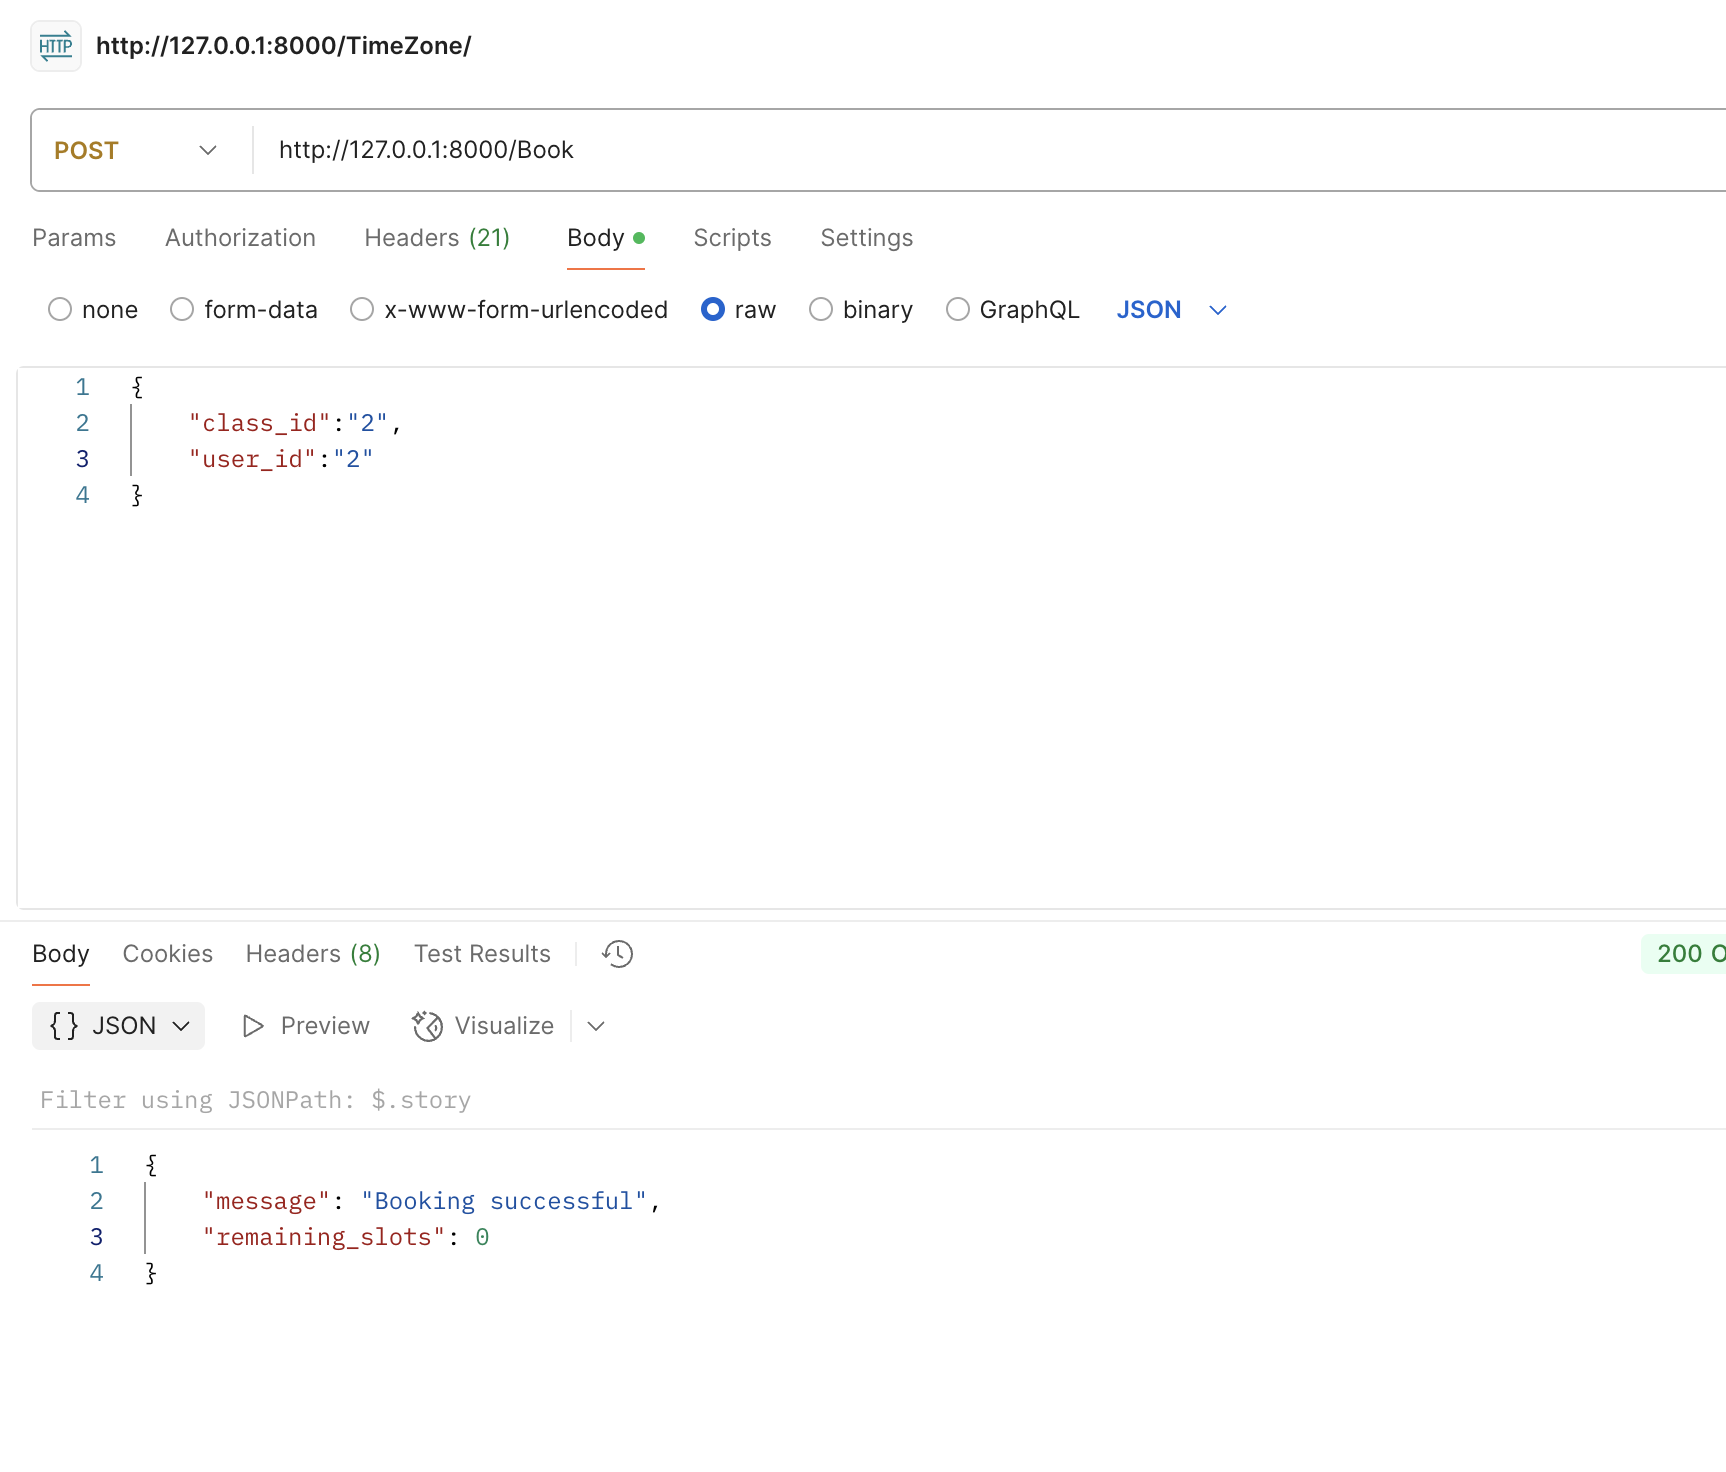 HTTP http://127.0.0.1:8000/TimeZone/
POST http://127.0.0.1:8000/Book
Params Authorization Headers (21) Body Scripts Settings
none form-data x-www-form-urlencoded raw binary GraphQL JSON
1 {
2 "class_id":"2",
3 "user_id":"2"
4 }
Body Cookies Headers (8) Test Results 200 O
{} JSON Preview Visualize
Filter using JSONPath: $.story
1 {
2 "message": "Booking successful",
3 "remaining_slots": 0
4 }